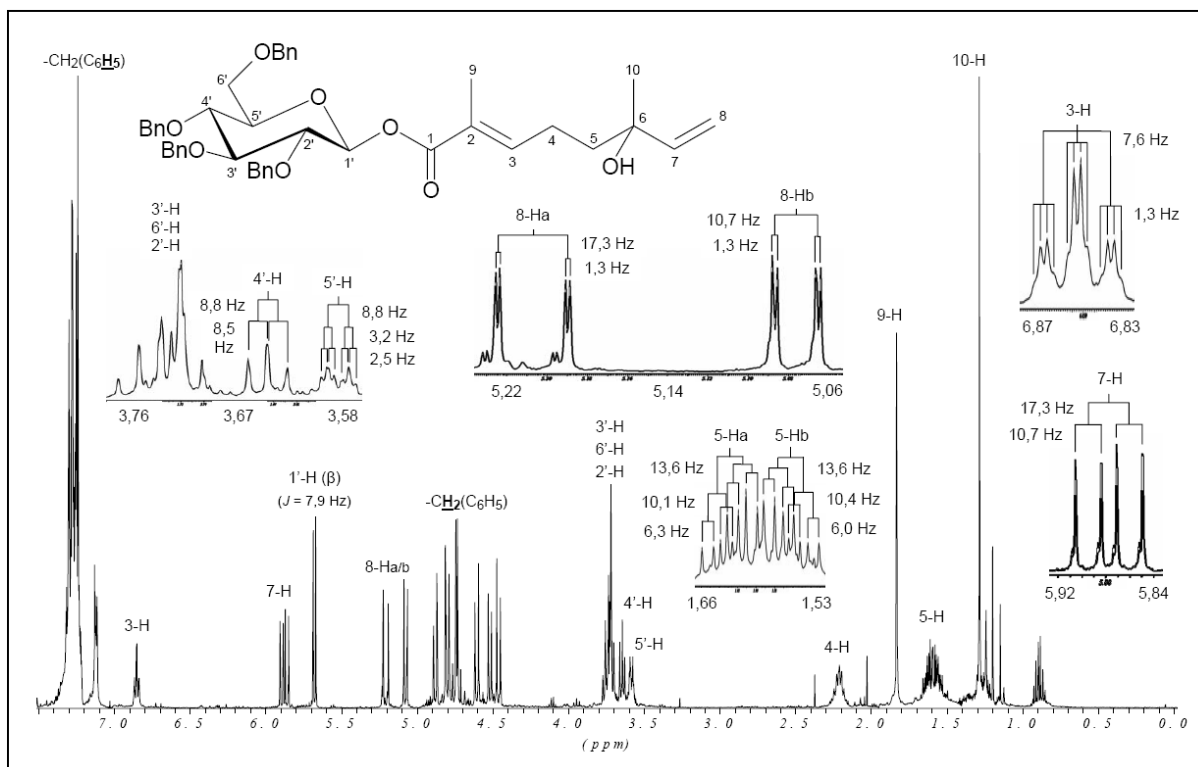 -CH2(C6H5)
OBn
6'
4'
5'
O
BnO
BnO
3'
OBn
2'
1'
O
1
O
9
2
3
4
5
10
6
OH
7
8
9-H
10-H
3-H
7,6 Hz
1,3 Hz
6,87
6,83
3'-H
6'-H
2'-H
4'-H
5'-H
8,8 Hz
8,5
Hz
8,8 Hz
3,2 Hz
2,5 Hz
3,76
3,67
3,58
8-Ha
17,3 Hz
1,3 Hz
8-Hb
10,7 Hz
1,3 Hz
5,22
5,14
5,06
7-H
17,3 Hz
10,7 Hz
5,92
5,84
3'-H
6'-H
2'-H
5-Ha
5-Hb
13,6 Hz
10,1 Hz
6,3 Hz
13,6 Hz
10,4 Hz
6,0 Hz
1,66
1,53
1'-H (β)
(J = 7,9 Hz)
-CH2(C6H5)
3-H
7-H
8-Ha/b
4'-H
5'-H
4-H
5-H
7.0 6.5 6.0 5.5 5.0 4.5 4.0 3.5 3.0 2.5 2.0 1.5 1.0 0.5 0.0
(ppm)